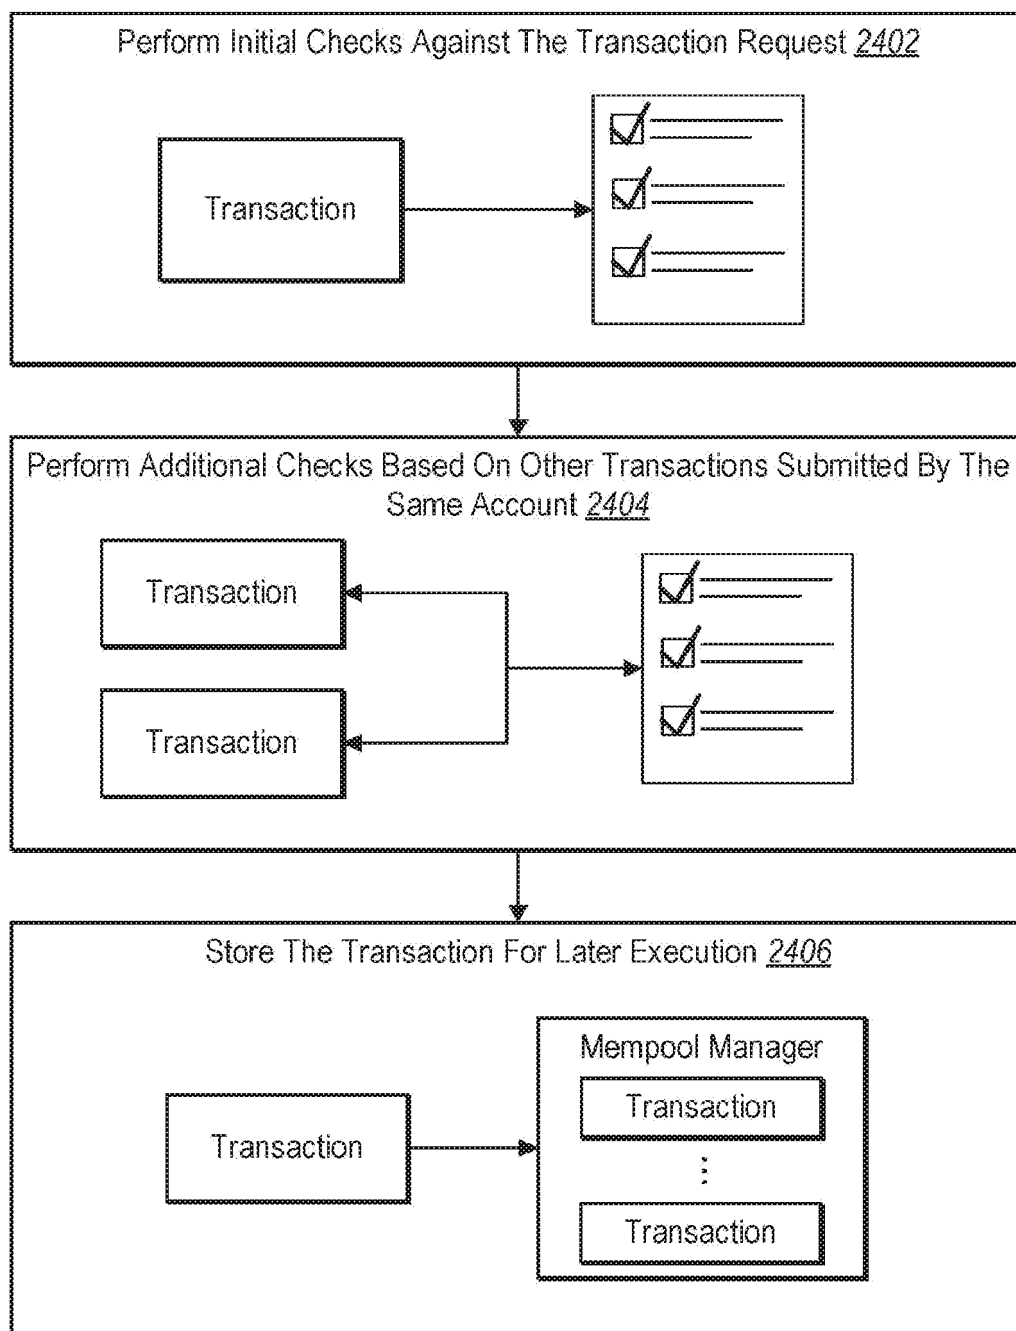 Perform Initial Checks Against The Transaction Request 2402
Transaction
Perform Additional Checks Based On Other Transactions Submitted By The
Same Account 2404
Transaction
Transaction
Store The Transaction For Later Execution 2406
Mempool Manager
Transaction
Transaction
⋮
Transaction